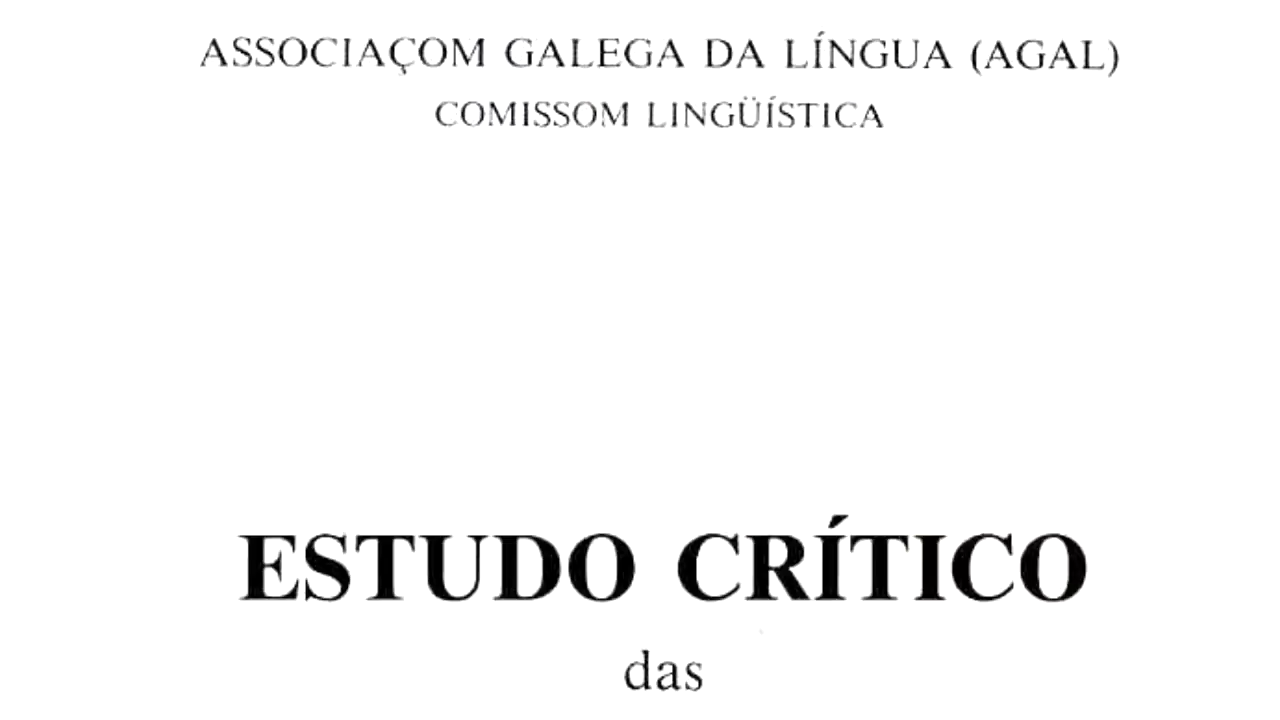 ASSOCIAÇOM GALEGA DA LÍNGUA (AGAL)
COMISSOM LINGÜÍSTICA
ESTUDO CRÍTICO
das